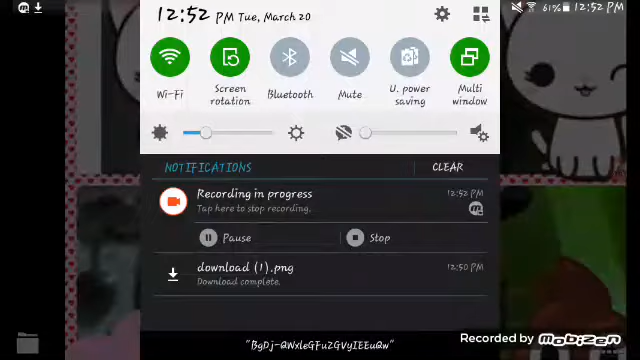 12:52 PM Tue, March 20
61% 12:52 PM
Wi-Fi
Screen rotation
Bluetooth
Mute
U. power saving
Multi window
NOTIFICATIONS
CLEAR
Recording in progress
12:52 PM
Tap here to stop recording.
Pause
Stop
download (1).png
12:50 PM
Download complete.
"BgDj-QWxleGFuZGVyIEEuQw"
Recorded by Mobizen